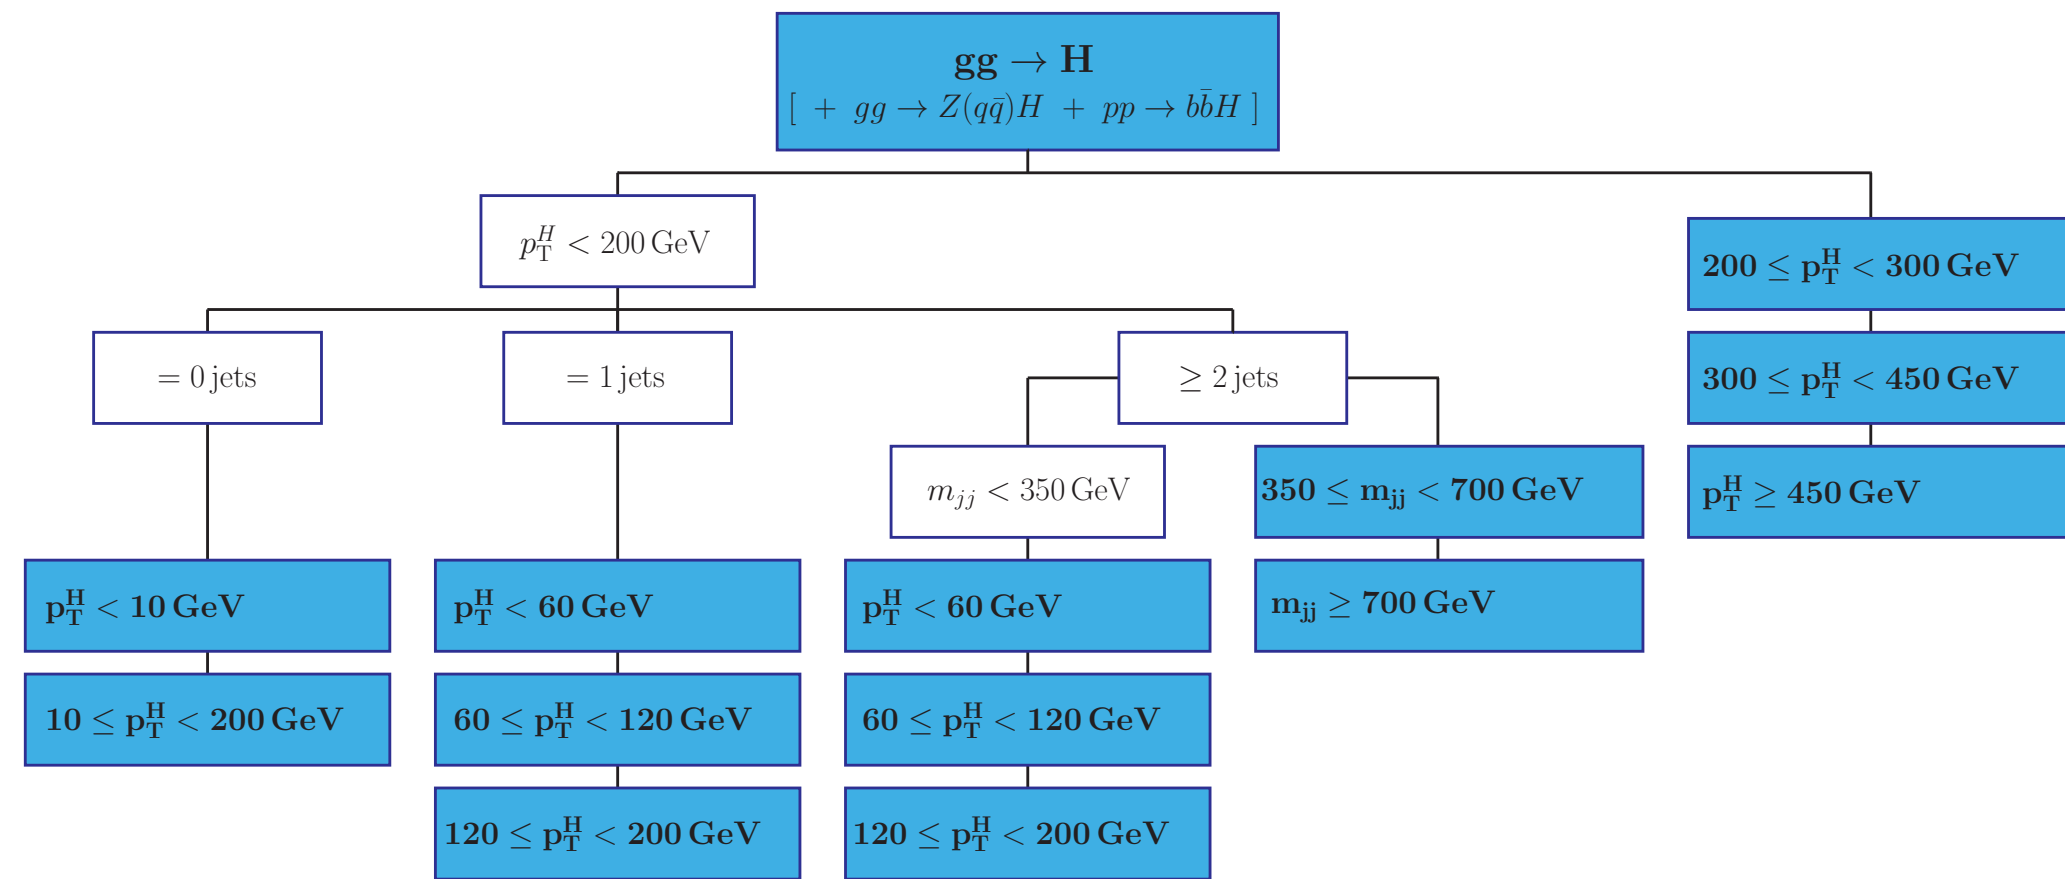 gg → H
[ + gg → Z(qq̄)H + pp → bb̄H ]
p_T^H < 200 GeV
200 ≤ p_T^H < 300 GeV
= 0 jets
= 1 jets
≥ 2 jets
300 ≤ p_T^H < 450 GeV
m_jj < 350 GeV
350 ≤ m_jj < 700 GeV
p_T^H ≥ 450 GeV
p_T^H < 10 GeV
p_T^H < 60 GeV
p_T^H < 60 GeV
m_jj ≥ 700 GeV
10 ≤ p_T^H < 200 GeV
60 ≤ p_T^H < 120 GeV
60 ≤ p_T^H < 120 GeV
120 ≤ p_T^H < 200 GeV
120 ≤ p_T^H < 200 GeV